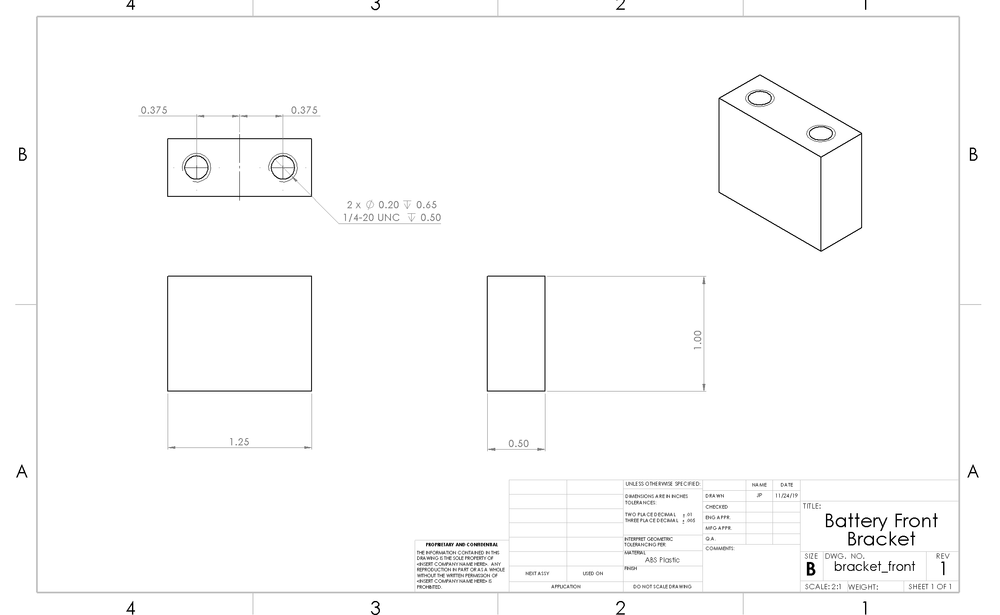 4 3 2 1
B B
0.375 0.375
2 x ∅ 0.20 ↧ 0.65
1/4-20 UNC ↧ 0.50
1.00
1.25
0.50
A A
UNLESS OTHERWISE SPECIFIED:
DIMENSIONS ARE IN INCHES
TOLERANCES:
TWO PLACE DECIMAL ± .01
THREE PLACE DECIMAL ± .005
INTERPRET GEOMETRIC
TOLERANCING PER:
MATERIAL
ABS Plastic
FINISH
DO NOT SCALE DRAWING
NAME DATE
DRAWN JP 11/24/19
CHECKED
ENG APPR.
MFG APPR.
Q.A.
COMMENTS:
TITLE:
Battery Front
Bracket
SIZE DWG. NO. REV
B bracket_front 1
SCALE: 2:1 WEIGHT: SHEET 1 OF 1
PROPRIETARY AND CONFIDENTIAL
THE INFORMATION CONTAINED IN THIS
DRAWING IS THE SOLE PROPERTY OF
<INSERT COMPANY NAME HERE>. ANY
REPRODUCTION IN PART OR AS A WHOLE
WITHOUT THE WRITTEN PERMISSION OF
<INSERT COMPANY NAME HERE> IS
PROHIBITED.
NEXT ASSY USED ON
APPLICATION
4 3 2 1